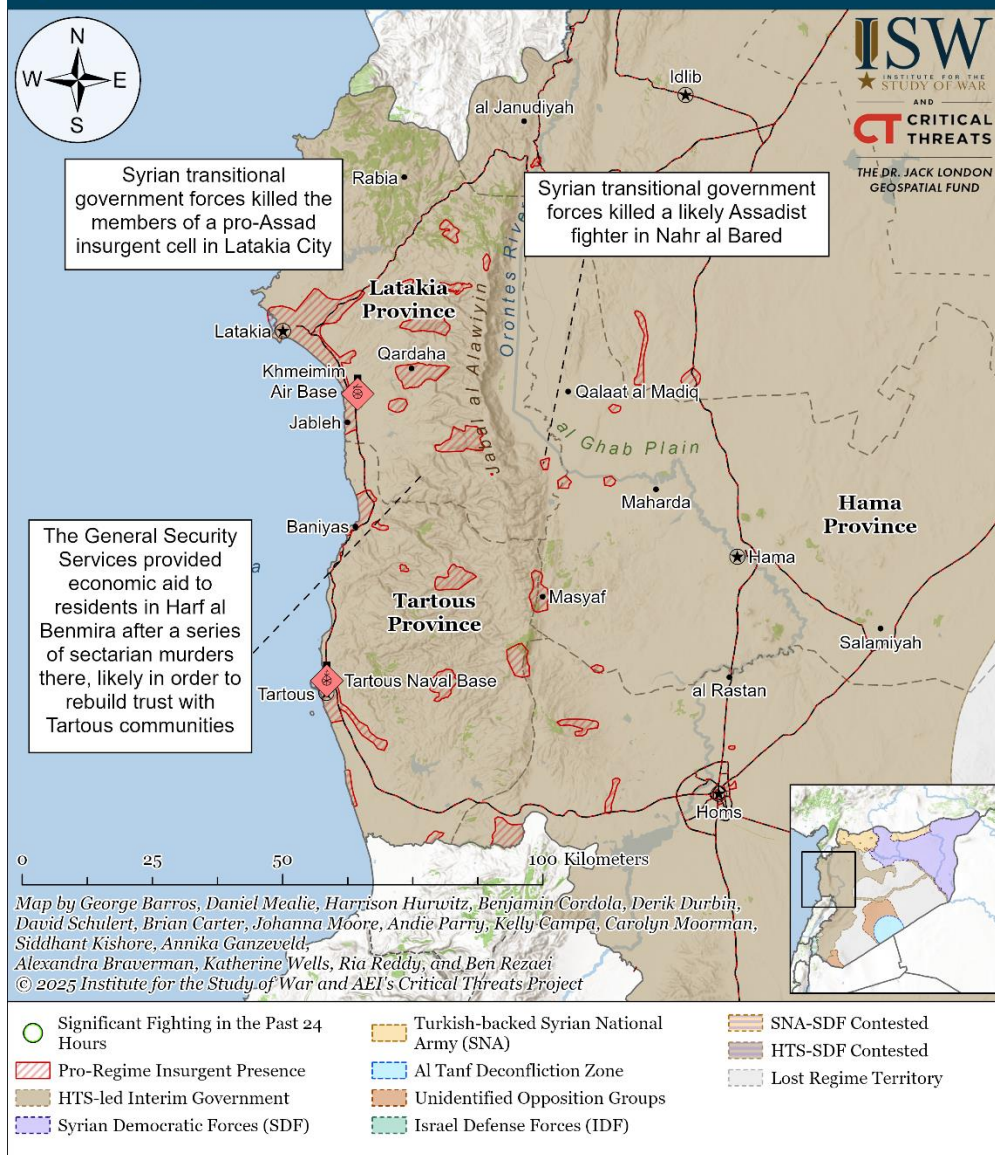 N
W
E
S
ISW
INSTITUTE FOR THE
STUDY OF WAR
AND
CT CRITICAL
THREATS
THE DR. JACK LONDON
GEOSPATIAL FUND
Idlib
al Janudiyah
Rabia
Syrian transitional
government forces killed the
members of a pro-Assad
insurgent cell in Latakia City
Syrian transitional government
forces killed a likely Assadist
fighter in Nahr al Bared
Orontes River
Latakia
Province
Latakia
Qardaha
Khmeimim
Air Base
Jabal al Alawiyin
Qalaat al Madiq
Jableh
al Ghab Plain
Maharda
Hama
Province
Baniyas
Hama
The General Security
Services provided
economic aid to
residents in Harf al
Benmira after a series
of sectarian murders
there, likely in order to
rebuild trust with
Tartous communities
a
Masyaf
Tartous
Province
Salamiyah
Tartous Naval Base
al Rastan
Tartous
Homs
0 25 50 100 Kilometers
Map by George Barros, Daniel Mealie, Harrison Hurwitz, Benjamin Cordola, Derik Durbin,
David Schulert, Brian Carter, Johanna Moore, Andie Parry, Kelly Campa, Carolyn Moorman,
Siddhant Kishore, Annika Ganzeveld,
Alexandra Braverman, Katherine Wells, Ria Reddy, and Ben Rezaei
© 2025 Institute for the Study of War and AEI's Critical Threats Project
Significant Fighting in the Past 24
Hours
Pro-Regime Insurgent Presence
HTS-led Interim Government
Syrian Democratic Forces (SDF)
Turkish-backed Syrian National
Army (SNA)
Al Tanf Deconfliction Zone
Unidentified Opposition Groups
Israel Defense Forces (IDF)
SNA-SDF Contested
HTS-SDF Contested
Lost Regime Territory